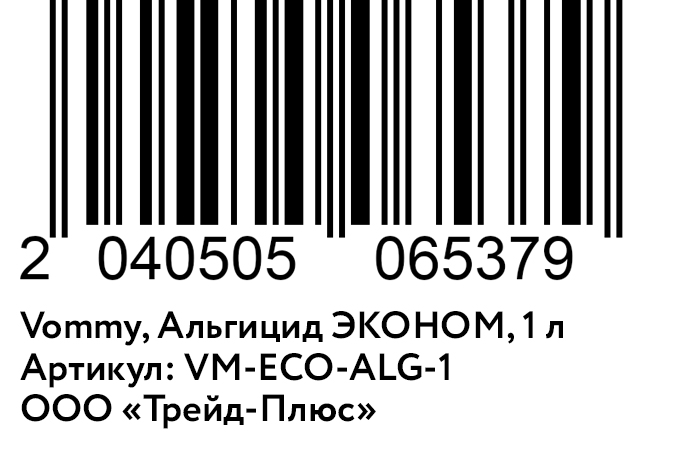 2 040505 065379
Vommy, Альгицид ЭКОНОМ, 1 л
Артикул: VM-ECO-ALG-1
ООО «Трейд-Плюс»